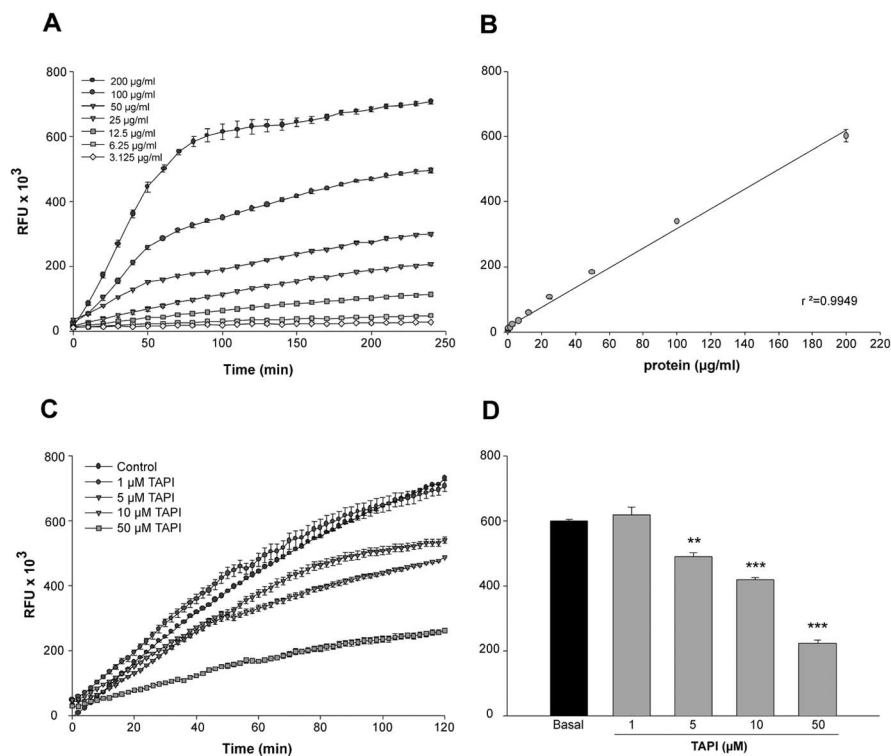 A
800
600
400
200
0
RFU x 10³
200 µg/ml
100 µg/ml
50 µg/ml
25 µg/ml
12.5 µg/ml
6.25 µg/ml
3.125 µg/ml
0 50 100 150 200 250
Time (min)
B
800
600
400
200
0
r ²=0.9949
0 20 40 60 80 100 120 140 160 180 200 220
protein (µg/ml)
C
800
600
400
200
0
RFU x 10³
Control
1 µM TAPI
5 µM TAPI
10 µM TAPI
50 µM TAPI
0 20 40 60 80 100 120
Time (min)
D
800
600
400
200
0
**
***
***
Basal 1 5 10 50
TAPI (µM)